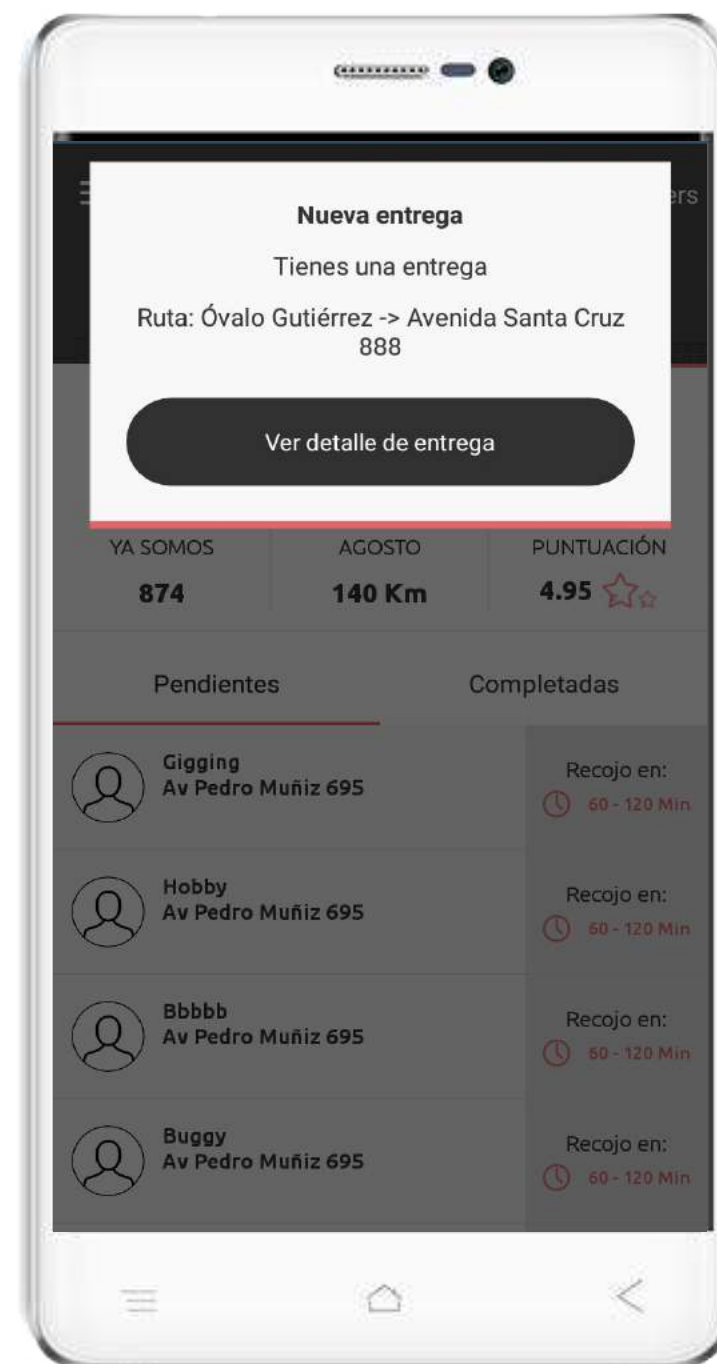 ers
Nueva entrega
Tienes una entrega
Ruta: Óvalo Gutiérrez -> Avenida Santa Cruz
888
Ver detalle de entrega
YA SOMOS AGOSTO PUNTUACIÓN
874 140 Km 4.95
Pendientes Completadas
Gigging
Av Pedro Muñiz 695
Recojo en:
60 - 120 Min
Hobby
Av Pedro Muñiz 695
Recojo en:
60 - 120 Min
Bbbbb
Av Pedro Muñiz 695
Recojo en:
60 - 120 Min
Buggy
Av Pedro Muñiz 695
Recojo en:
60 - 120 Min